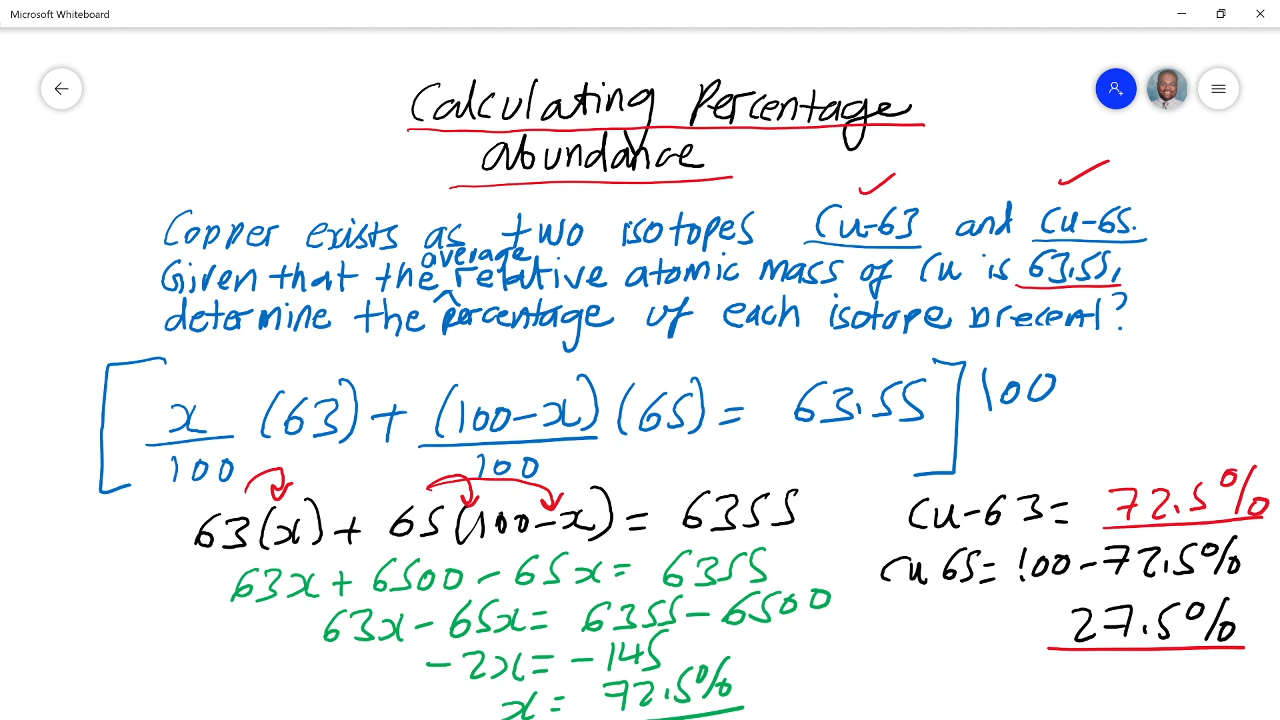 Microsoft Whiteboard
Calculating Percentage
abundance
Copper exists as two isotopes Cu-63 and Cu-65.
average
Given that the relative atomic mass of Cu is 63.55,
determine the percentage of each isotope present?
[ x/100 (63) + (100-x)/100 (65) = 63.55 ] 100
63(x) + 65(100-x) = 6355
63x + 6500 - 65x = 6355
63x - 65x = 6355 - 6500
-2x = -145
x = 72.5%
Cu-63 = 72.5%
Cu 65 = 100 - 72.5%
27.5%